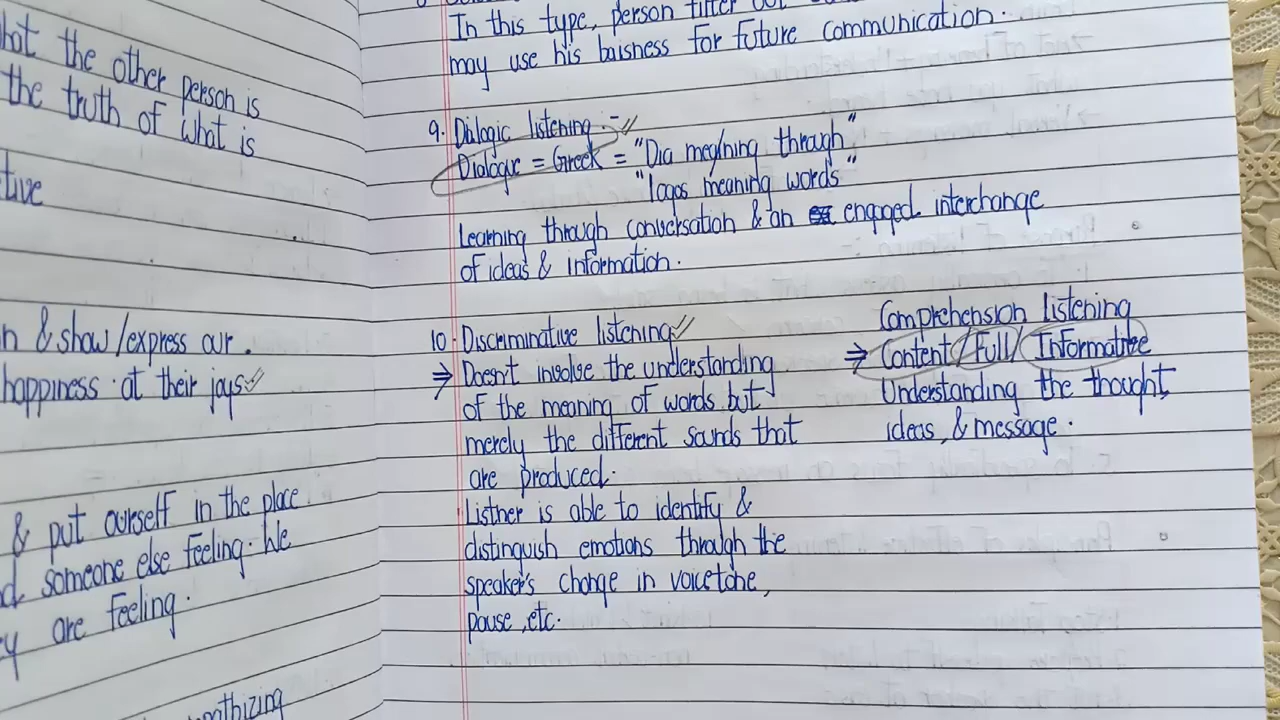 hat the other person is
the truth of what is
tive
n & show/express our.
happiness at their joys
& put ourself in the place
d someone else feeling. We
y are feeling.
mpathizing
In this type, person filter out
may use his buisness for future communication.
9. Dialogic listening :-
Dialogue = Greek = "Dia meaning through"
"logos meaning words"
Learning through conversation & an engaged interchange
of ideas & information.
10. Discriminative listening
⇒ Doesn't involve the understanding
of the meaning of words but
merely the different sounds that
are produced.
Listner is able to identify &
distinguish emotions through the
speaker's change in voicetone,
pause, etc.
Comprehension listening
⇒ Content /Full/ Informative
Understanding the thought,
ideas, & message.